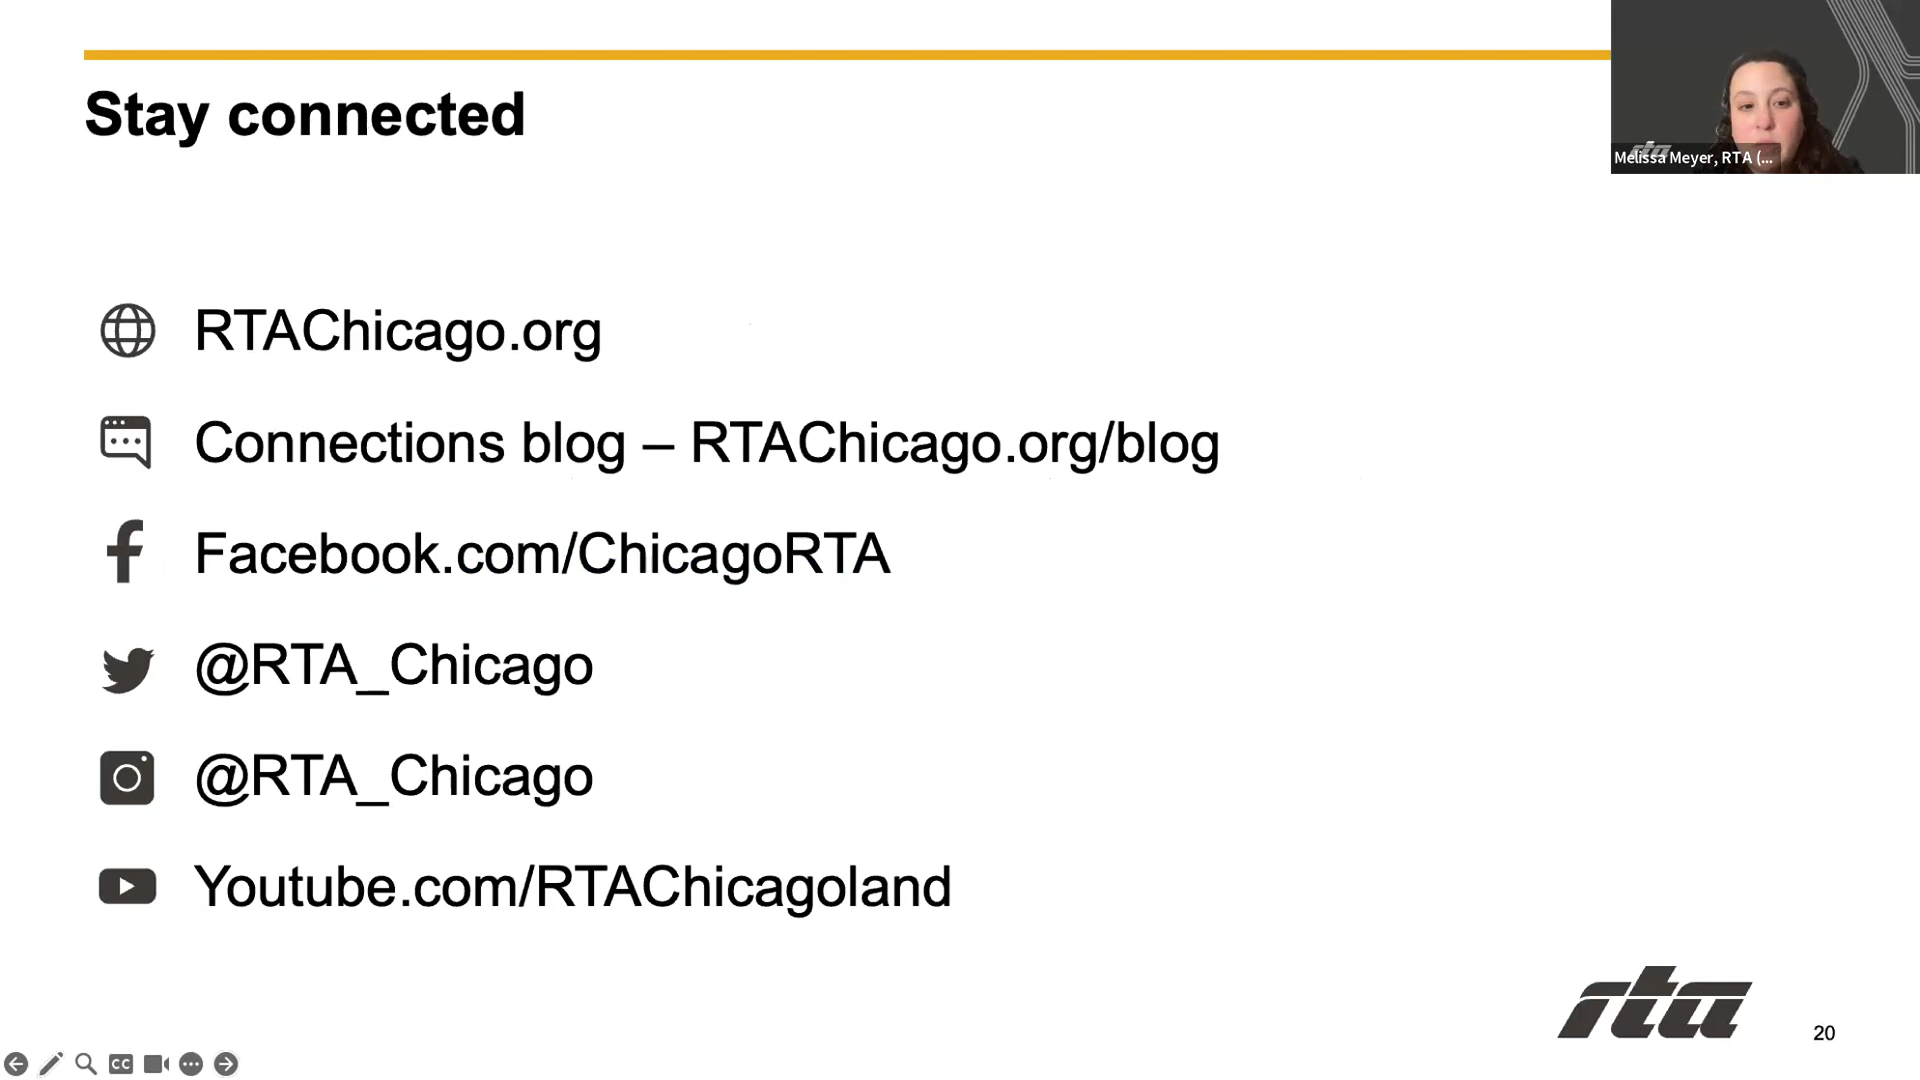 Stay connected
Melissa Meyer, RTA (...
RTAChicago.org
Connections blog – RTAChicago.org/blog
Facebook.com/ChicagoRTA
@RTA_Chicago
@RTA_Chicago
Youtube.com/RTAChicagoland
rta
20
CC